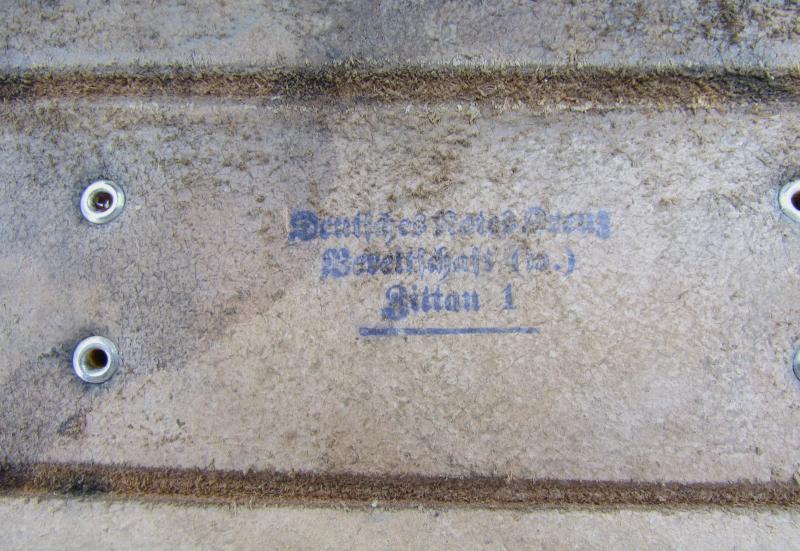 Deutsches Rotes Kreuz
Bereitschaft (w.)
Zittau 1